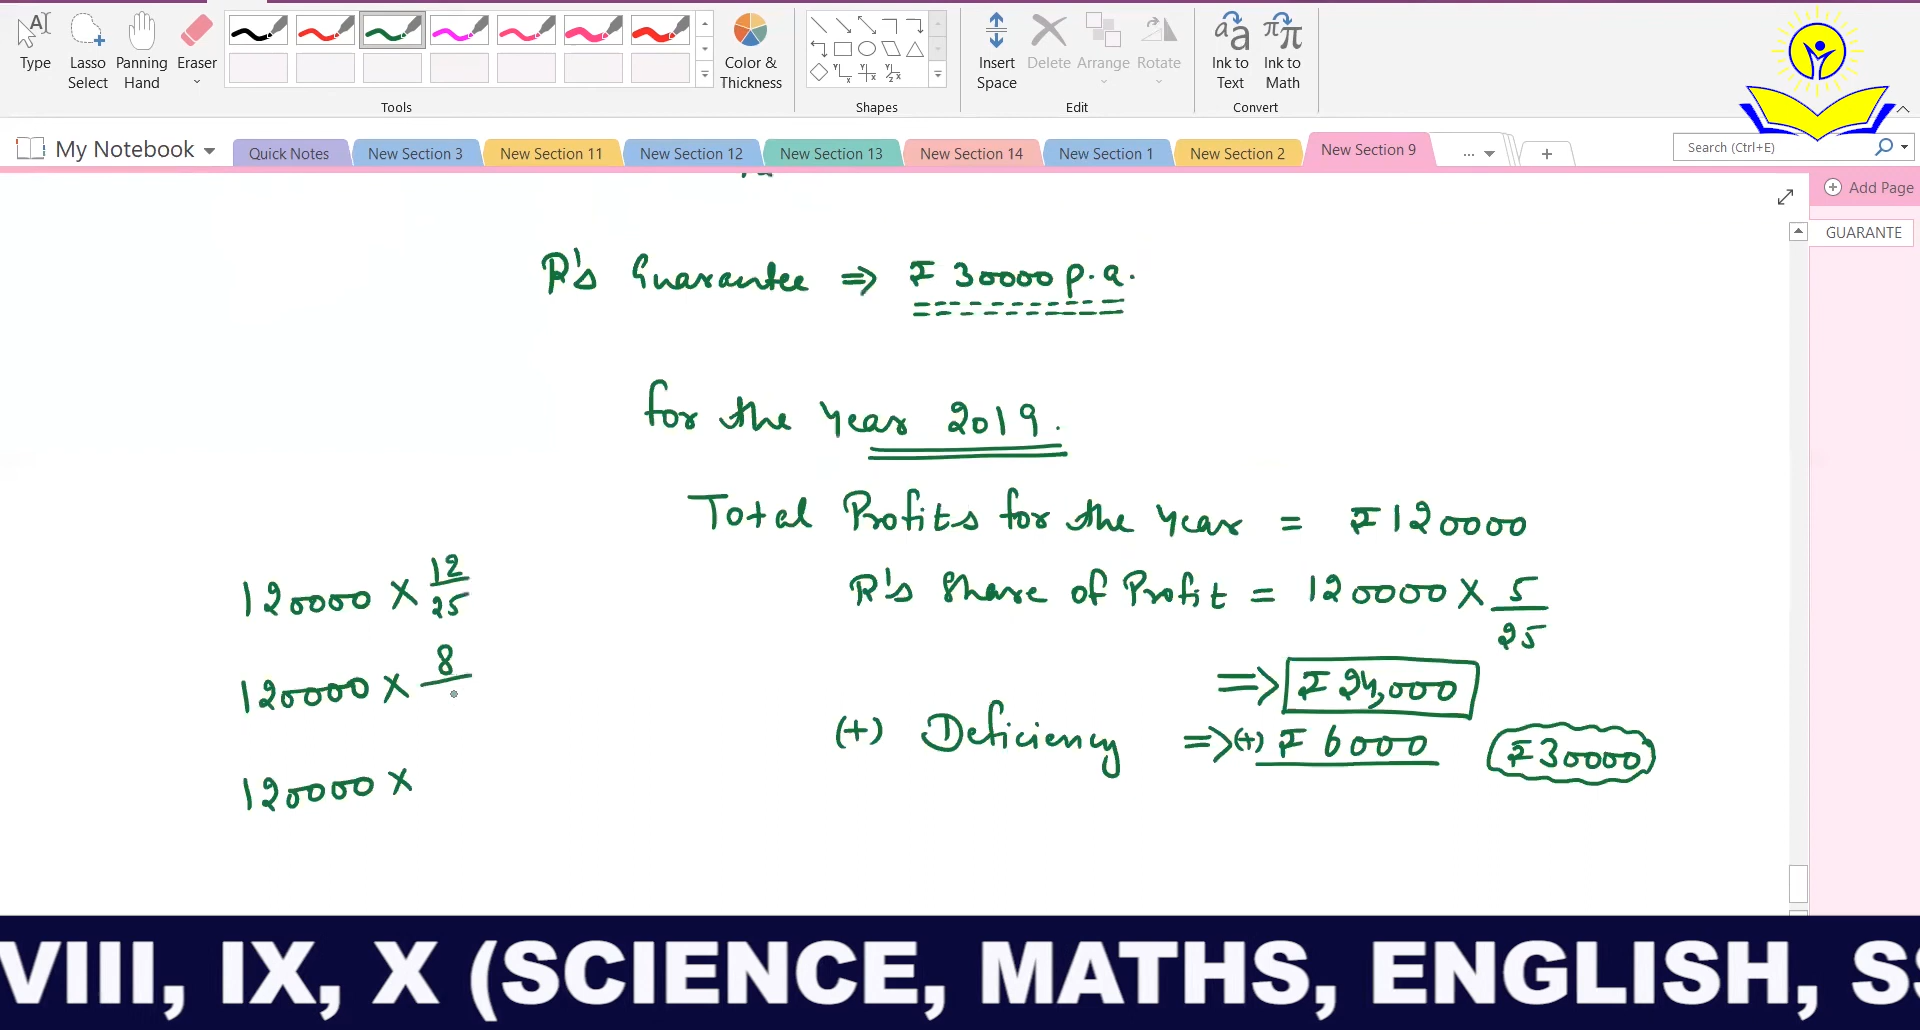 Type
Lasso Select
Panning Hand
Eraser
Color & Thickness
Insert Space
Delete
Arrange
Rotate
Ink to Text
Ink to Math
Tools
Shapes
Edit
Convert
My Notebook
Quick Notes
New Section 3
New Section 11
New Section 12
New Section 13
New Section 14
New Section 1
New Section 2
New Section 9
...
Search (Ctrl+E)
Add Page
GUARANTE
R's Guarantee ⇒ ₹ 30000 p.a.
for the year 2019.
Total Profits for the year = ₹120000
R's Share of Profit = 120000 × 5/25
⇒ ₹ 24,000
(+) Deficiency ⇒ (+) ₹ 6000 ₹30000
120000 × 12/25
120000 × 8/
120000 ×
VIII, IX, X (SCIENCE, MATHS, ENGLISH, SS